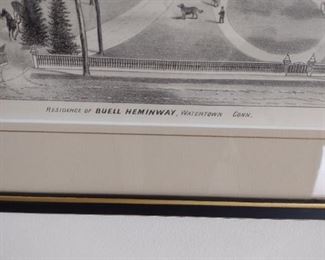 RESIDENCE OF BUELL HEMINWAY, WATERTOWN CONN.